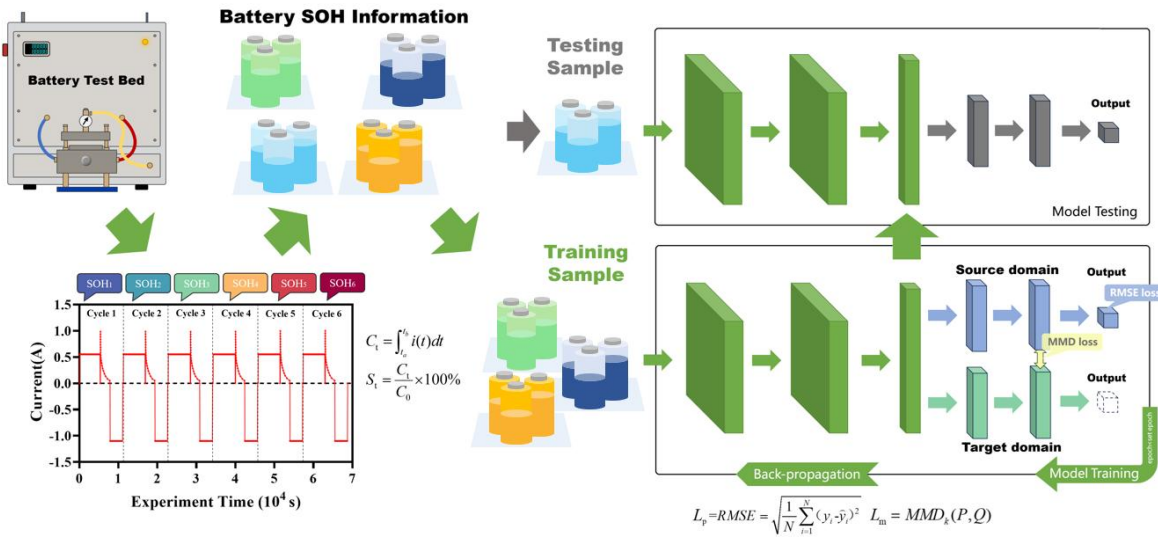 Battery SOH Information
Battery Test Bed
Testing
Sample
Output
Model Testing
Training
Sample
Source domain
Output
RMSE loss
MMD loss
Output
Target domain
epoch<set epoch
Model Training
Back-propagation
SOH₁ SOH₂ SOH₃ SOH₄ SOH₅ SOH₆
Cycle 1 Cycle 2 Cycle 3 Cycle 4 Cycle 5 Cycle 6
Current(A)
1.5
1.0
0.5
0.0
-0.5
-1.0
-1.5
0 1 2 3 4 5 6 7
Experiment Time (10⁴ s)
C_t = ∫_{t_a}^{t_b} i(t)dt
S_t = C_t/C_0 ×100%
L_p =RMSE = √(1/N ∑_{i=1}^{N} (y_i-ŷ_i)²) L_m = MMD_k(P,Q)